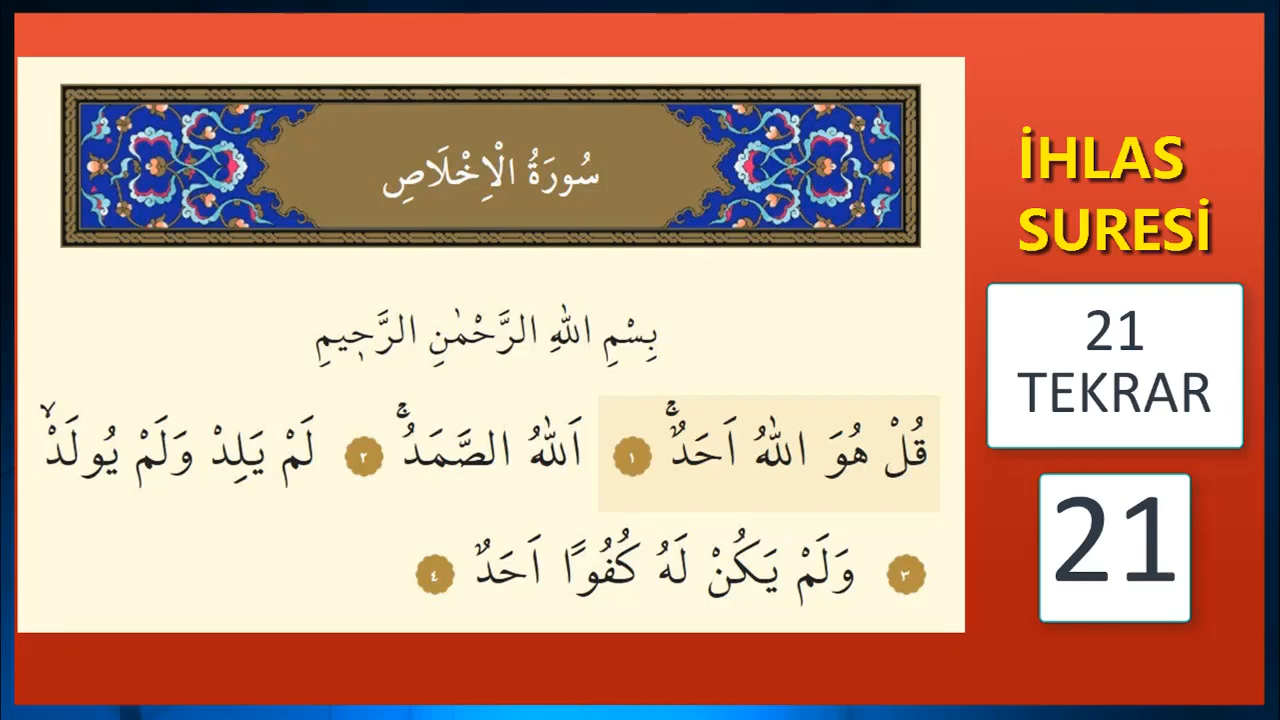 سُورَةُ الْاِخْلَاصِ
بِسْمِ اللّٰهِ الرَّحْمٰنِ الرَّح۪يمِ
قُلْ هُوَ اللّٰهُ اَحَدٌۚ ١ اَللّٰهُ الصَّمَدُۚ ٢ لَمْ يَلِدْ وَلَمْ يُولَدْۙ
٣ وَلَمْ يَكُنْ لَهُ كُفُوًا اَحَدٌ ٤
İHLAS
SURESİ
21
TEKRAR
21